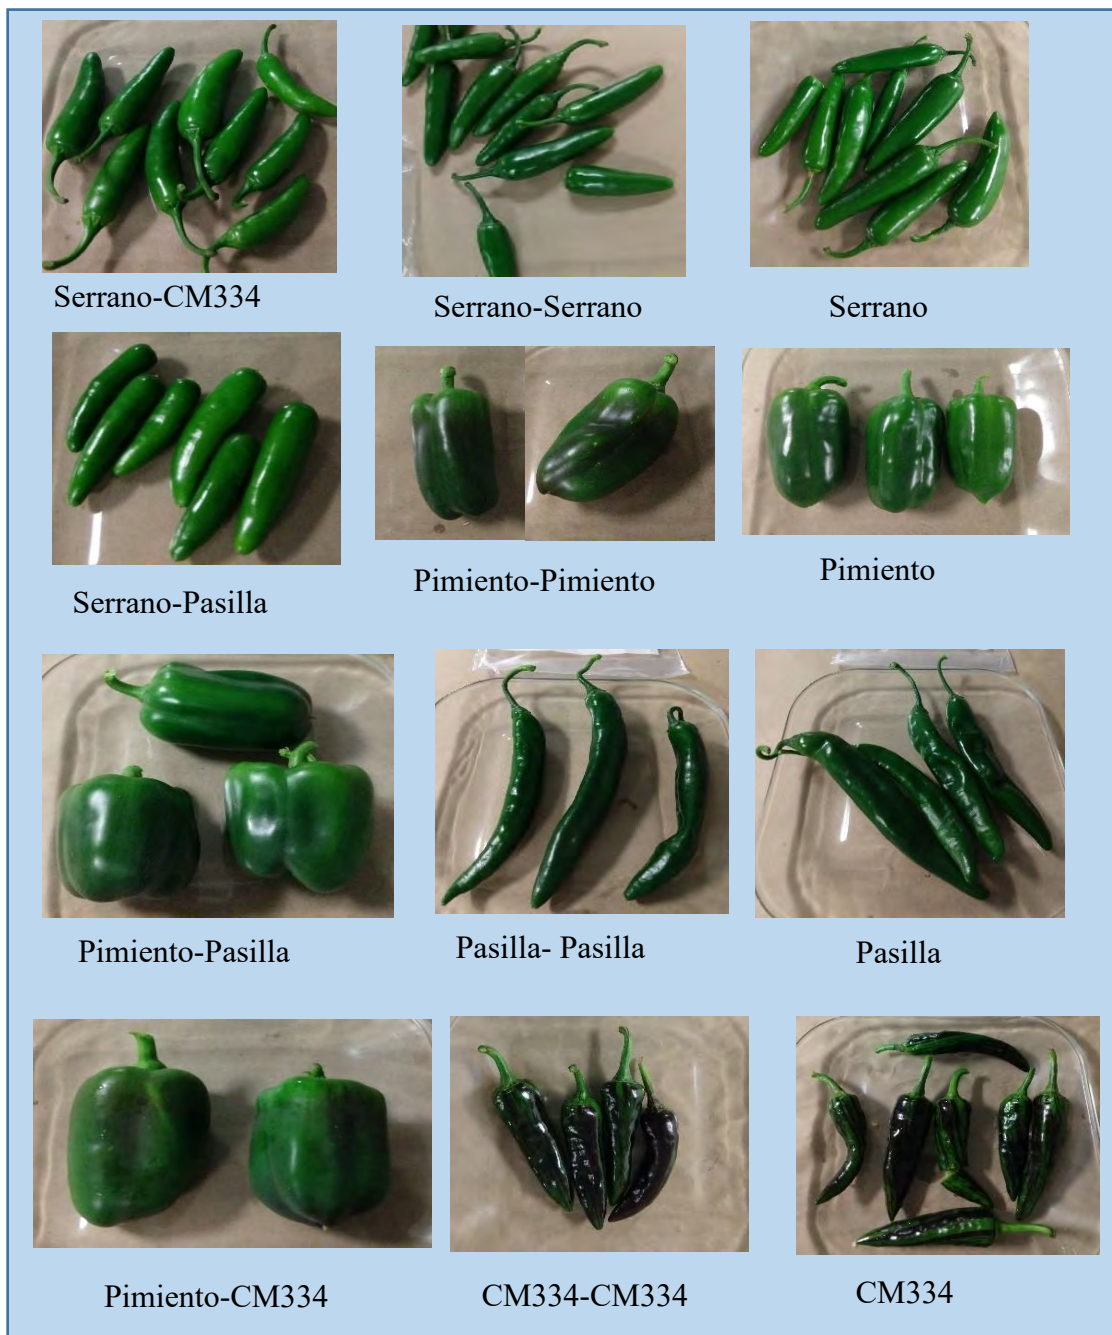 Serrano-CM334
Serrano-Serrano
Serrano
Serrano-Pasilla
Pimiento-Pimiento
Pimiento
Pimiento-Pasilla
Pasilla- Pasilla
Pasilla
Pimiento-CM334
CM334-CM334
CM334